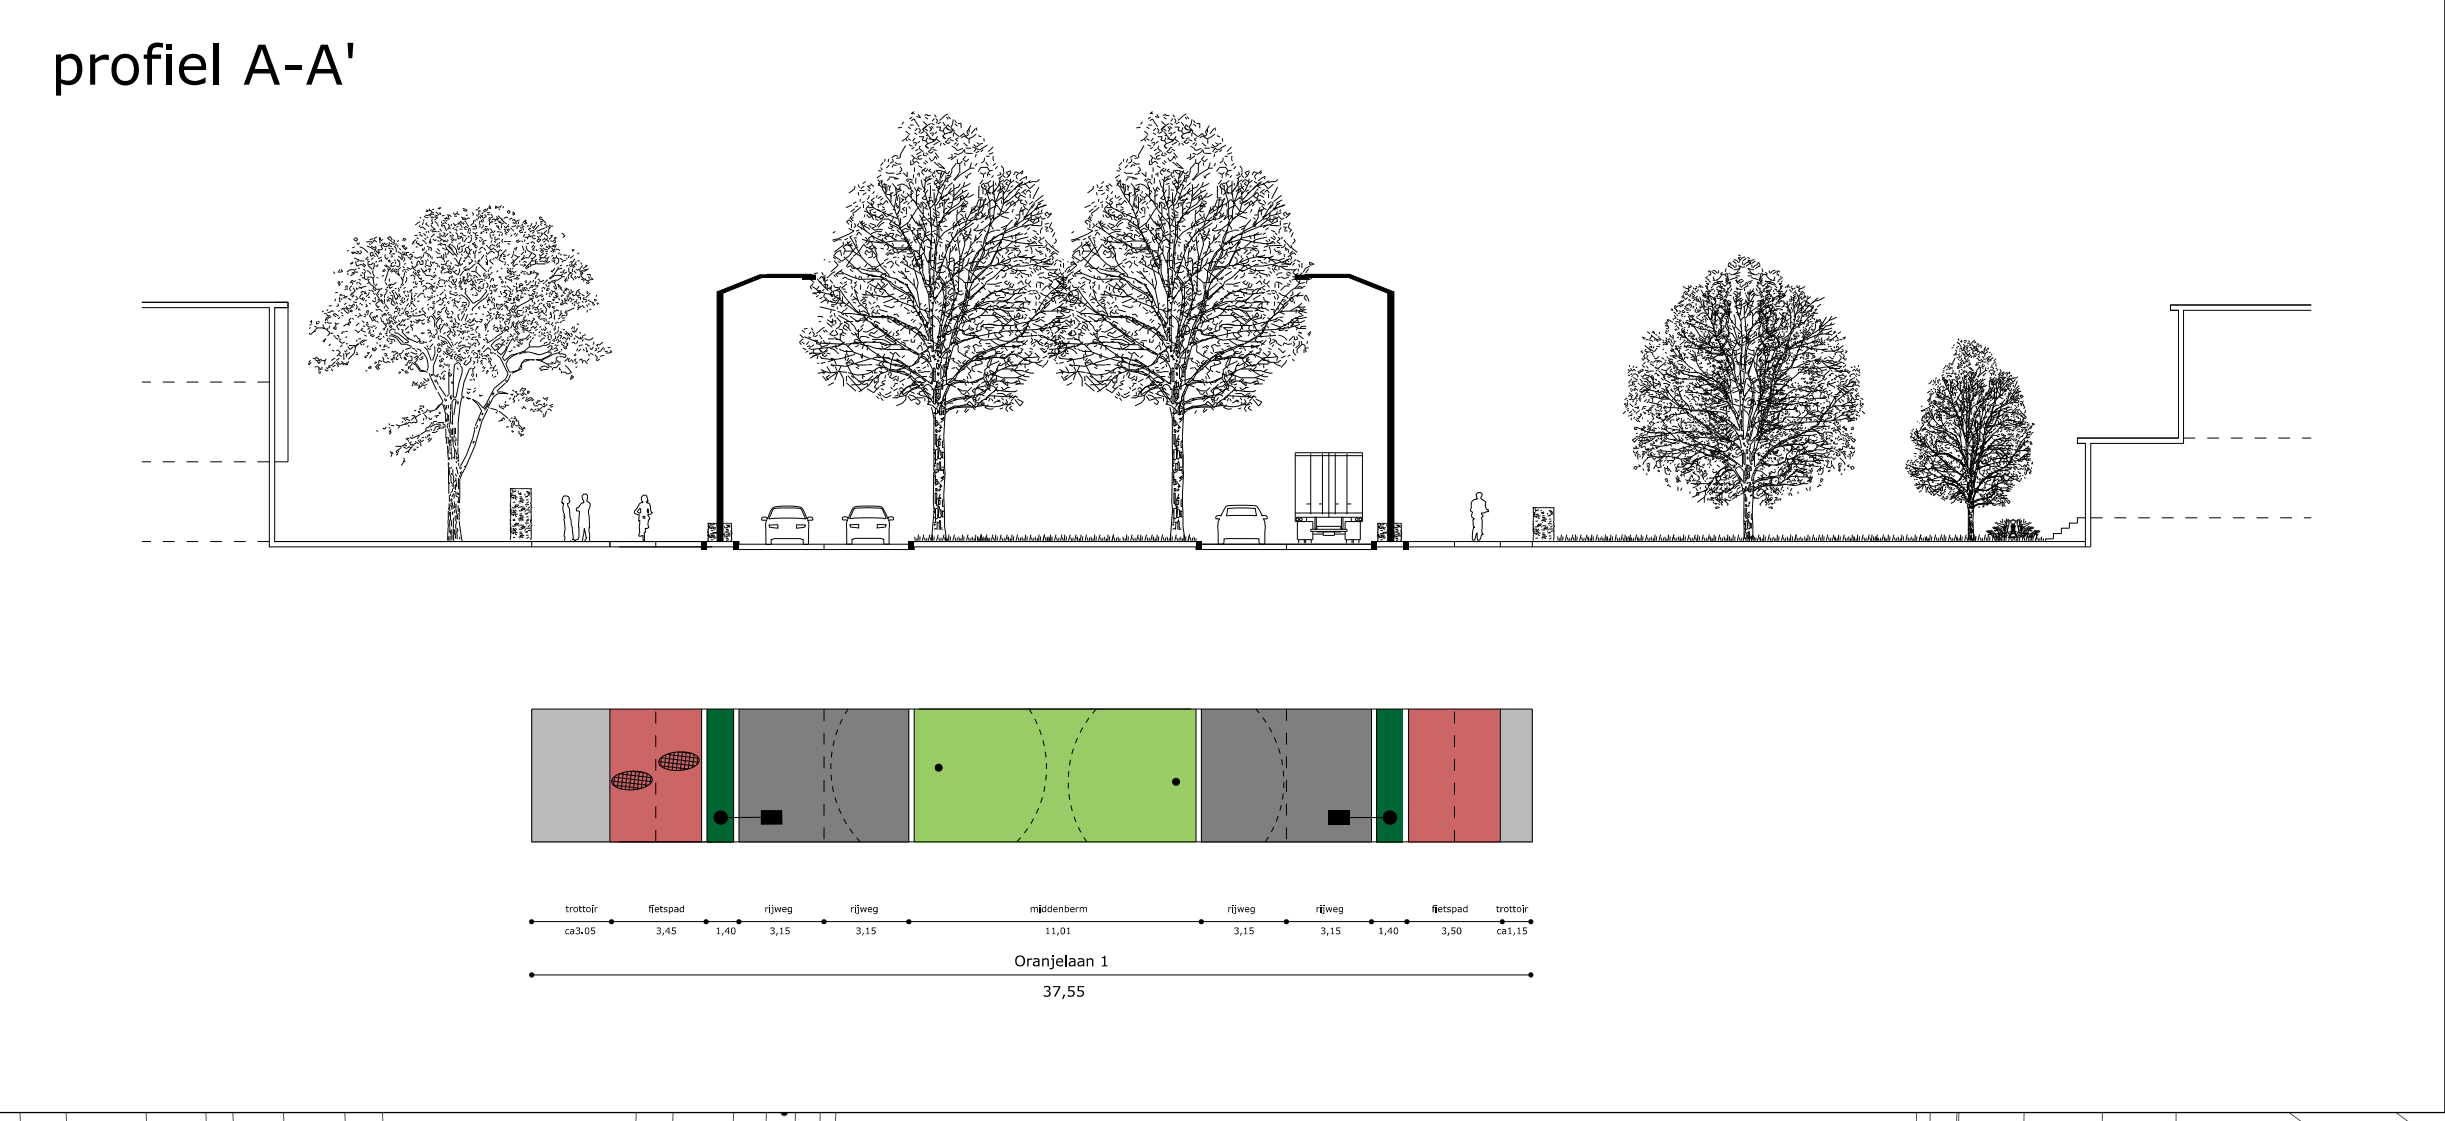 profiel A-A'
trottoir fietspad rijweg rijweg middenberm rijweg rijweg fietspad trottoir
ca3.05 3,45 1,40 3,15 3,15 11,01 3,15 3,15 1,40 3,50 ca1,15
Oranjelaan 1
37,55